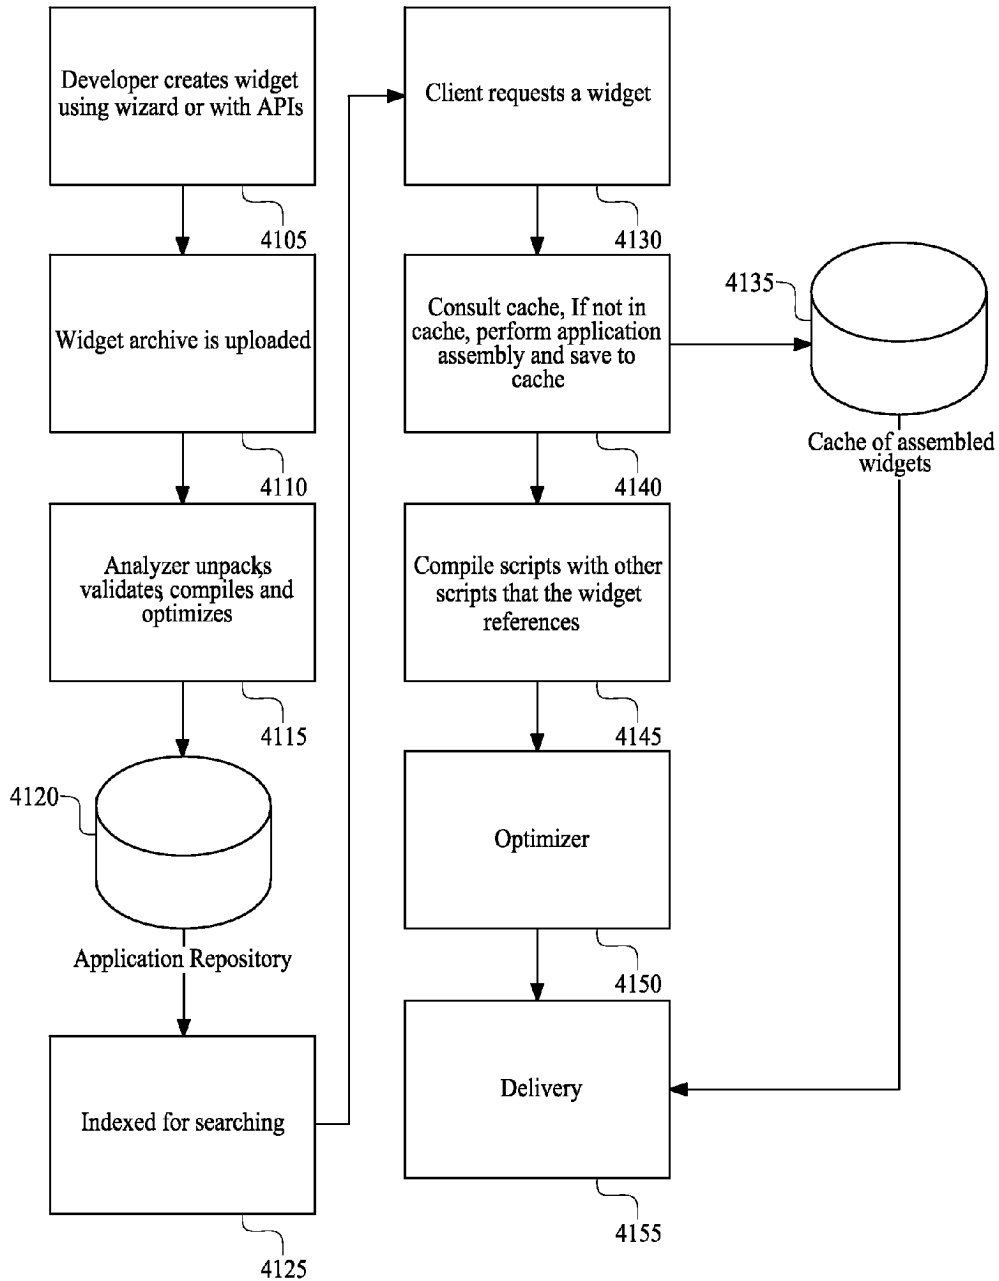 Developer creates widget
using wizard or with APIs
4105
Widget archive is uploaded
4110
Analyzer unpacks,
validates, compiles and
optimizes
4115
4120
Application Repository
Indexed for searching
4125
Client requests a widget
4130
Consult cache, If not in
cache, perform application
assembly and save to
cache
4140
4135
Cache of assembled
widgets
Compile scripts with other
scripts that the widget
references
4145
Optimizer
4150
Delivery
4155